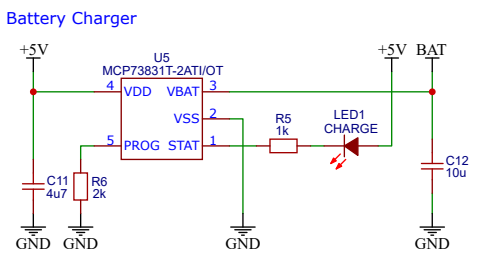 Battery Charger
+5V
U5
MCP73831T-2ATI/OT
+5V
BAT
4
VDD
VBAT
3
VSS
2
5
PROG
STAT
1
R5
1k
LED1
CHARGE
C11
4u7
R6
2k
C12
10u
GND
GND
GND
GND